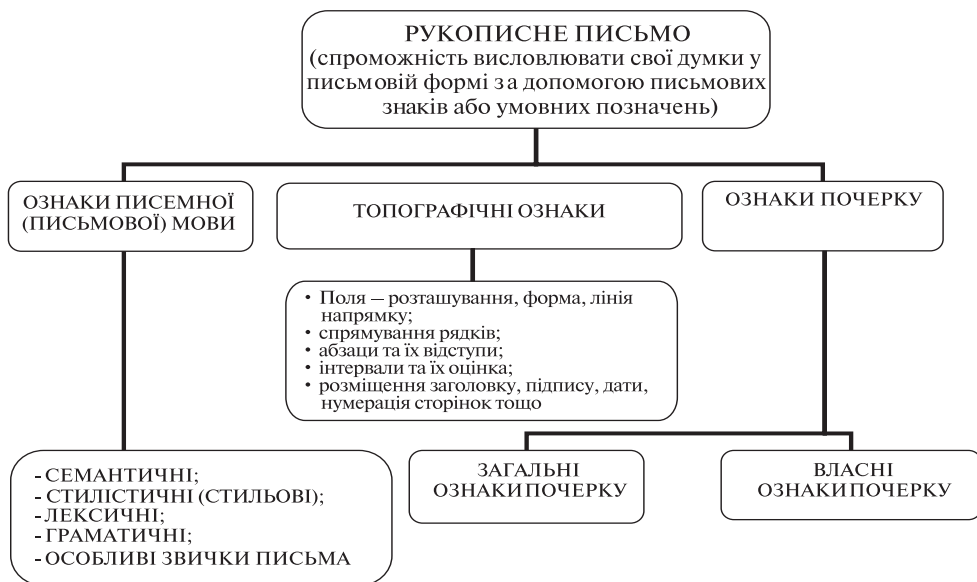 РУКОПИСНЕ ПИСЬМО
(спроможність висловлювати свої думки у
письмовій формі за допомогою письмових
знаків або умовних позначень)
ОЗНАКИ ПИСЕМНОЇ
(ПИСЬМОВОЇ) МОВИ
ТОПОГРАФІЧНІ ОЗНАКИ
ОЗНАКИ ПОЧЕРКУ
• Поля – розташування, форма, лінія
напрямку;
• спрямування рядків;
• абзаци та їх відступи;
• інтервали та їх оцінка;
• розміщення заголовку, підпису, дати,
нумерація сторінок тощо
- СЕМАНТИЧНІ;
- СТИЛІСТИЧНІ (СТИЛЬОВІ);
- ЛЕКСИЧНІ;
- ГРАМАТИЧНІ;
- ОСОБЛИВІ ЗВИЧКИ ПИСЬМА
ЗАГАЛЬНІ
ОЗНАКИ ПОЧЕРКУ
ВЛАСНІ
ОЗНАКИ ПОЧЕРКУ